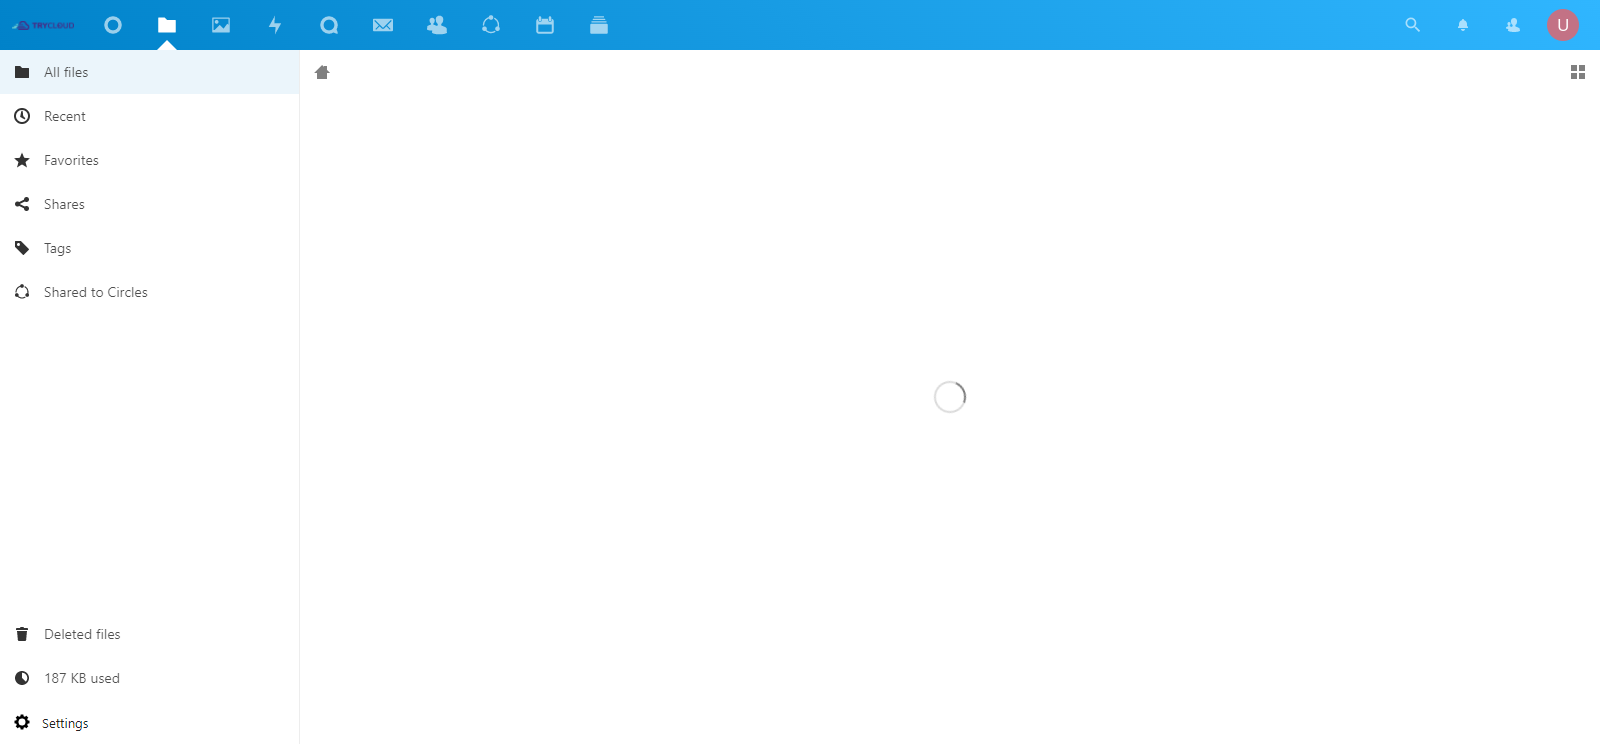 TRYCLOUD
U
All files
Recent
Favorites
Shares
Tags
Shared to Circles
Deleted files
187 KB used
Settings